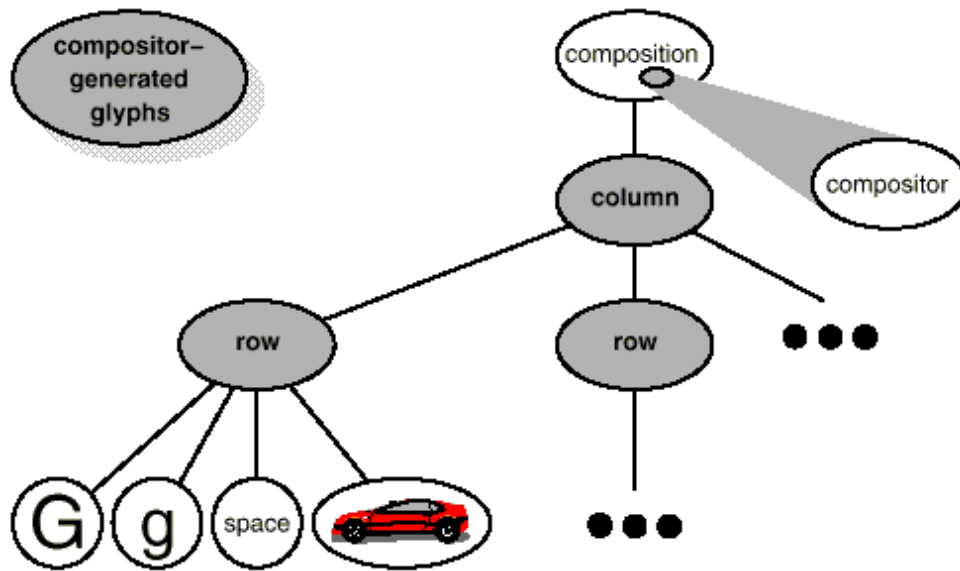 compositor–
generated
glyphs
composition
compositor
column
row
row
G
g
space